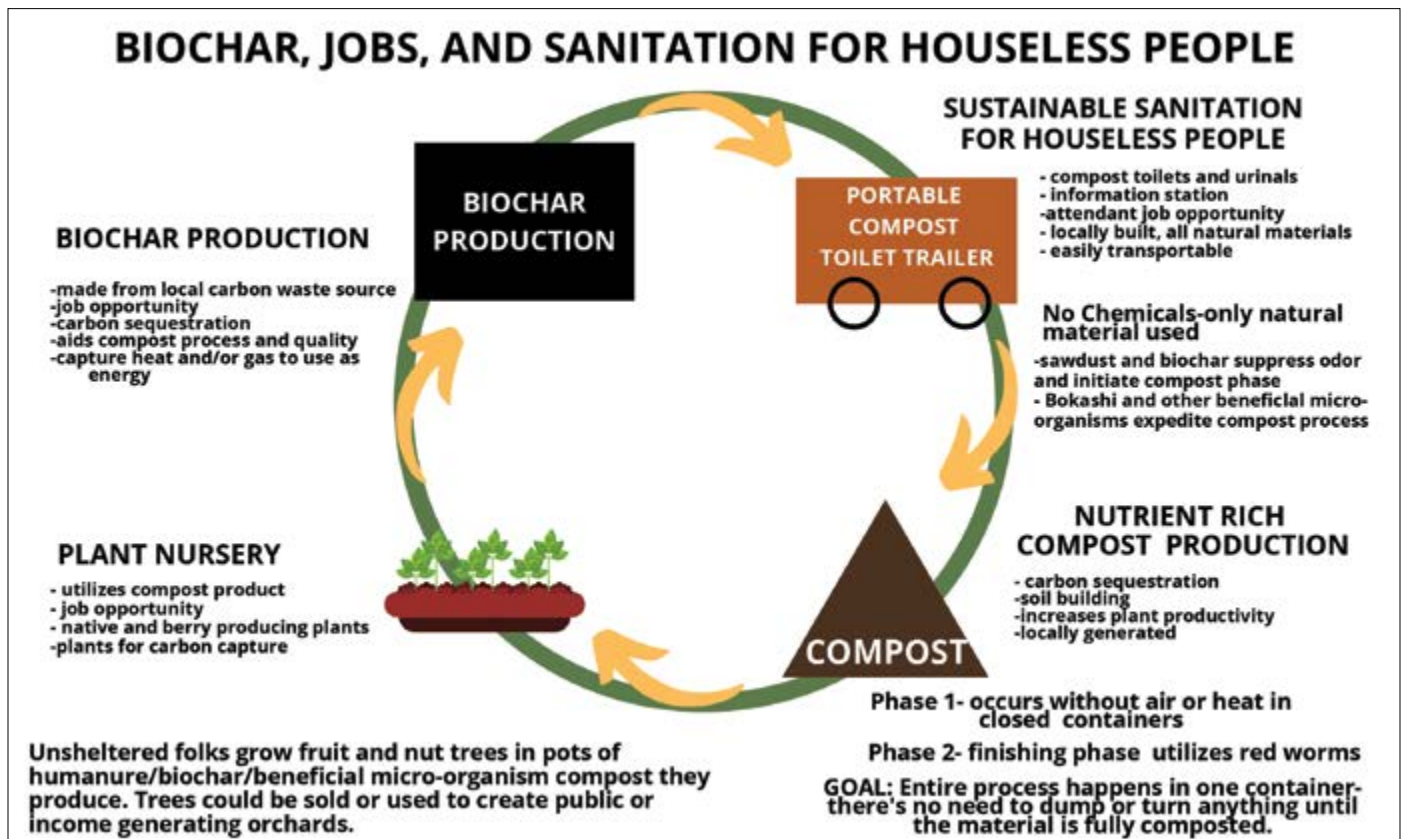 BIOCHAR, JOBS, AND SANITATION FOR HOUSELESS PEOPLE
BIOCHAR
PRODUCTION
BIOCHAR PRODUCTION
-made from local carbon waste source
-job opportunity
-carbon sequestration
-aids compost process and quality
-capture heat and/or gas to use as
energy
SUSTAINABLE SANITATION
FOR HOUSELESS PEOPLE
PORTABLE
COMPOST
TOILET TRAILER
- compost toilets and urinals
- information station
-attendant job opportunity
- locally built, all natural materials
- easily transportable
No Chemicals-only natural
material used
-sawdust and biochar suppress odor
and initiate compost phase
- Bokashi and other beneficial micro-
organisms expedite compost process
NUTRIENT RICH
COMPOST PRODUCTION
- carbon sequestration
-soil building
-increases plant productivity
-locally generated
COMPOST
Phase 1- occurs without air or heat in
closed containers
Phase 2- finishing phase utilizes red worms
GOAL: Entire process happens in one container-
there's no need to dump or turn anything until
the material is fully composted.
PLANT NURSERY
- utilizes compost product
- job opportunity
- native and berry producing plants
-plants for carbon capture
Unsheltered folks grow fruit and nut trees in pots of
humanure/biochar/beneficial micro-organism compost they
produce. Trees could be sold or used to create public or
income generating orchards.